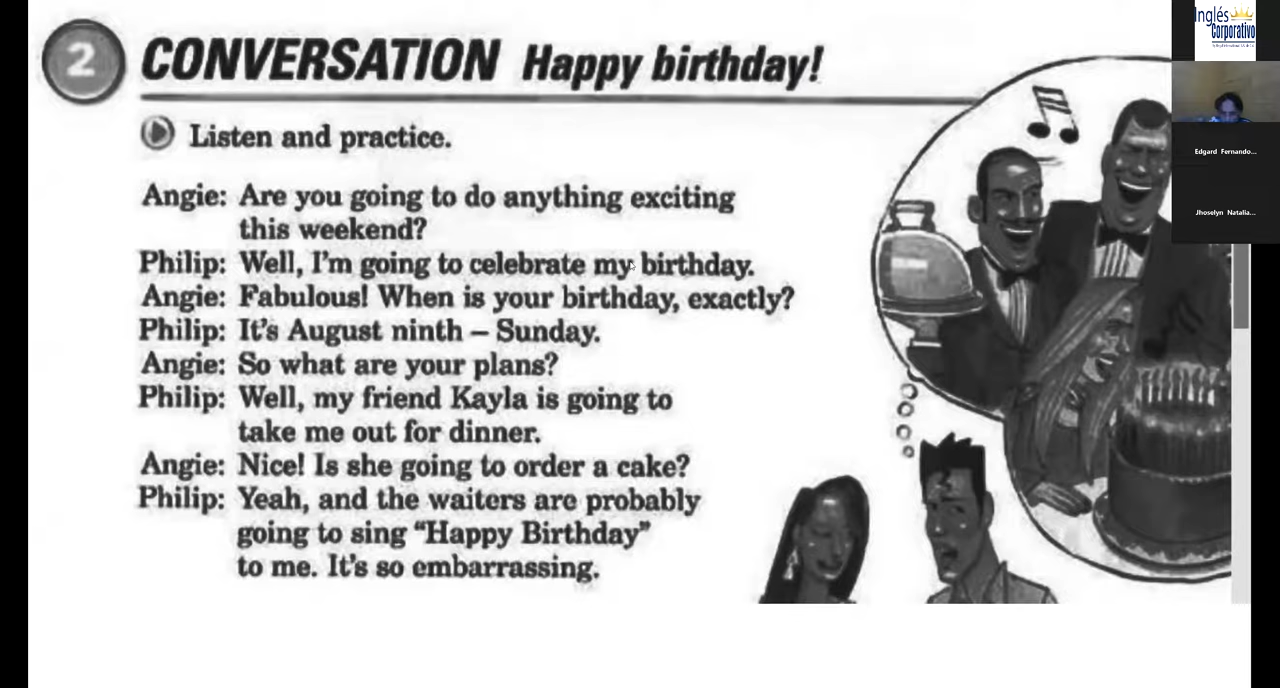 Inglés
Corporativo
2 CONVERSATION Happy birthday!
Listen and practice.
Edgard Fernando...
Jhoselyn Natalia...
Angie: Are you going to do anything exciting
this weekend?
Philip: Well, I'm going to celebrate my birthday.
Angie: Fabulous! When is your birthday, exactly?
Philip: It's August ninth – Sunday.
Angie: So what are your plans?
Philip: Well, my friend Kayla is going to
take me out for dinner.
Angie: Nice! Is she going to order a cake?
Philip: Yeah, and the waiters are probably
going to sing “Happy Birthday”
to me. It's so embarrassing.